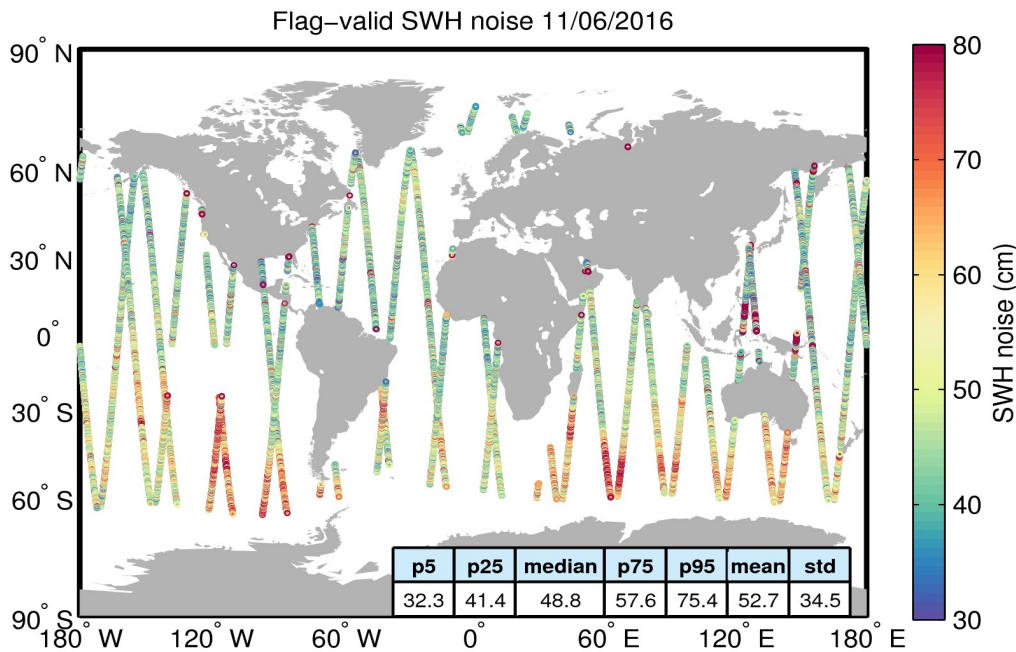 Flag−valid SWH noise 11/06/2016
90° N
60° N
30° N
0°
30° S
60° S
90° S
180° W
120° W
60° W
0°
60° E
120° E
180° E
p5 p25 median p75 p95 mean std
32.3 41.4 48.8 57.6 75.4 52.7 34.5
80
70
60
50
40
30
SWH noise (cm)